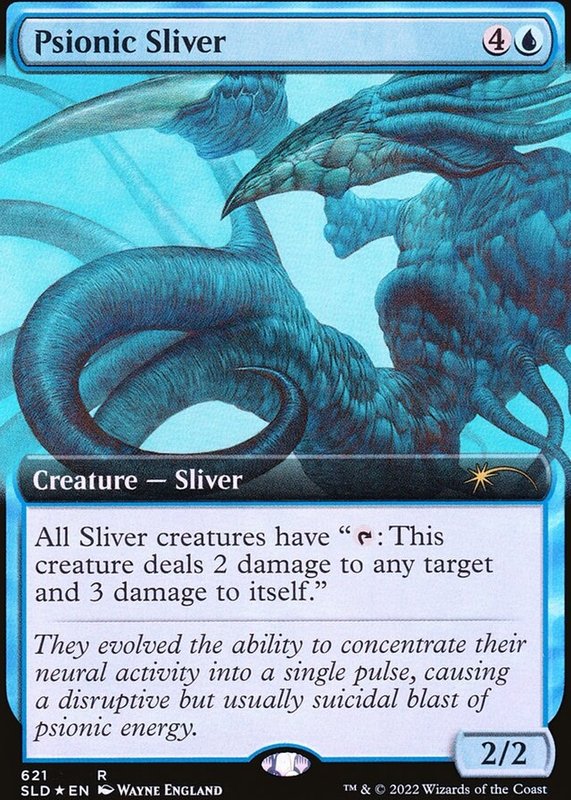 Psionic Sliver 4
Creature — Sliver
All Sliver creatures have “: This
creature deals 2 damage to any target
and 3 damage to itself.”
They evolved the ability to concentrate their
neural activity into a single pulse, causing
a disruptive but usually suicidal blast of
psionic energy.
2/2
621 R
SLD ★ EN Wayne England
™ & © 2022 Wizards of the Coast